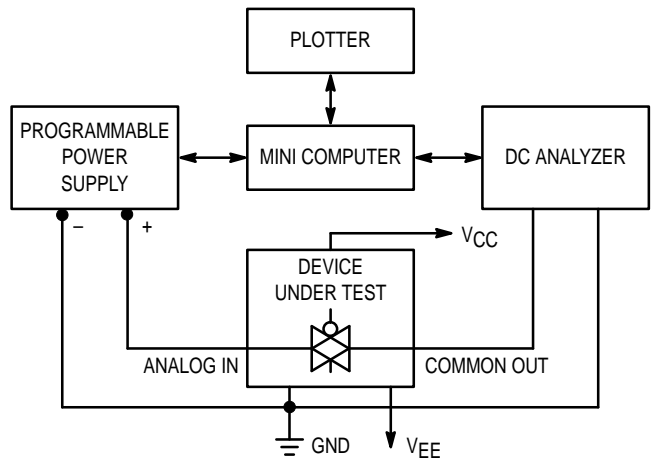 PLOTTER
PROGRAMMABLE
POWER
SUPPLY
MINI COMPUTER
DC ANALYZER
– +
VCC
DEVICE
UNDER TEST
ANALOG IN
COMMON OUT
GND
VEE